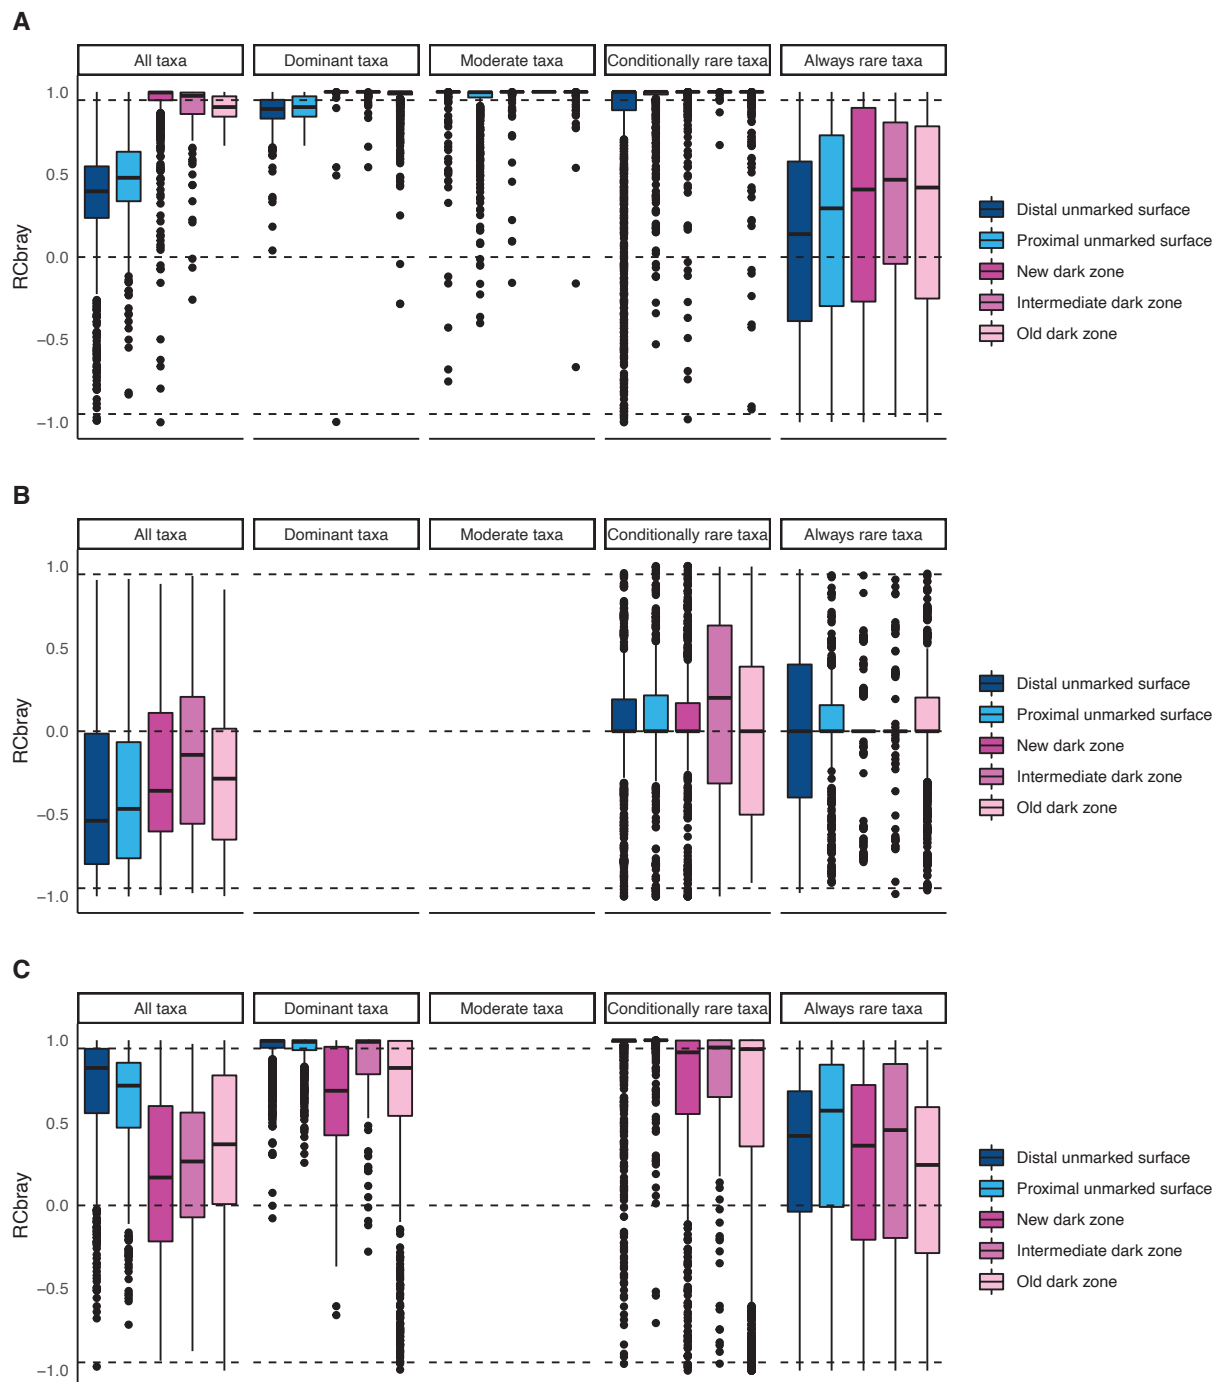 A
All taxa Dominant taxa Moderate taxa Conditionally rare taxa Always rare taxa
1.0
0.5
0.0
−0.5
−1.0
RCbray
Distal unmarked surface
Proximal unmarked surface
New dark zone
Intermediate dark zone
Old dark zone
B
All taxa Dominant taxa Moderate taxa Conditionally rare taxa Always rare taxa
1.0
0.5
0.0
−0.5
−1.0
RCbray
Distal unmarked surface
Proximal unmarked surface
New dark zone
Intermediate dark zone
Old dark zone
C
All taxa Dominant taxa Moderate taxa Conditionally rare taxa Always rare taxa
1.0
0.5
0.0
−0.5
−1.0
RCbray
Distal unmarked surface
Proximal unmarked surface
New dark zone
Intermediate dark zone
Old dark zone